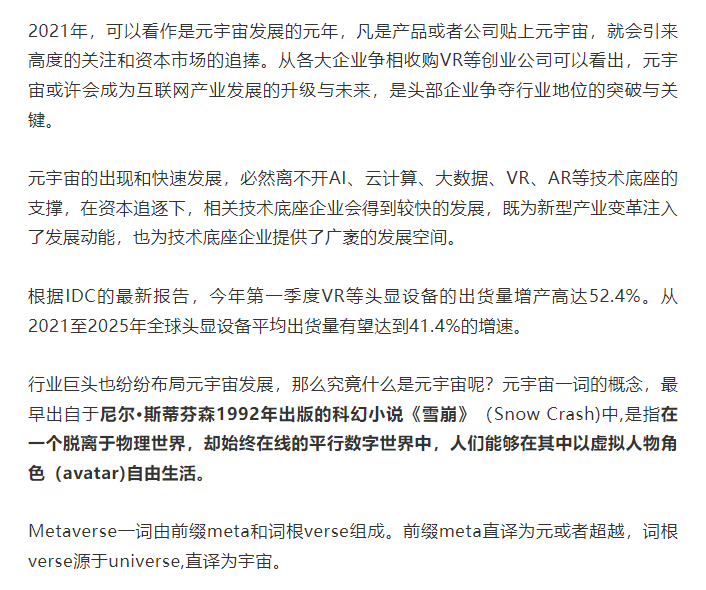 2021年，可以看作是元宇宙发展的元年，凡是产品或者公司贴上元宇宙，就会引来
高度的关注和资本市场的追捧。从各大企业争相收购VR等创业公司可以看出，元宇
宙或许会成为互联网产业发展的升级与未来，是头部企业争夺行业地位的突破与关
键。
元宇宙的出现和快速发展，必然离不开AI、云计算、大数据、VR、AR等技术底座的
支撑，在资本追逐下，相关技术底座企业会得到较快的发展，既为新型产业变革注入
了发展动能，也为技术底座企业提供了广袤的发展空间。
根据IDC的最新报告，今年第一季度VR等头显设备的出货量增产高达52.4%。从
2021至2025年全球头显设备平均出货量有望达到41.4%的增速。
行业巨头也纷纷布局元宇宙发展，那么究竟什么是元宇宙呢？元宇宙一词的概念，最
早出自于尼尔·斯蒂芬森1992年出版的科幻小说《雪崩》（Snow Crash)中,是指在
一个脱离于物理世界，却始终在线的平行数字世界中，人们能够在其中以虚拟人物角
色（avatar)自由生活。
Metaverse一词由前缀meta和词根verse组成。前缀meta直译为元或者超越，词根
verse源于universe,直译为宇宙。